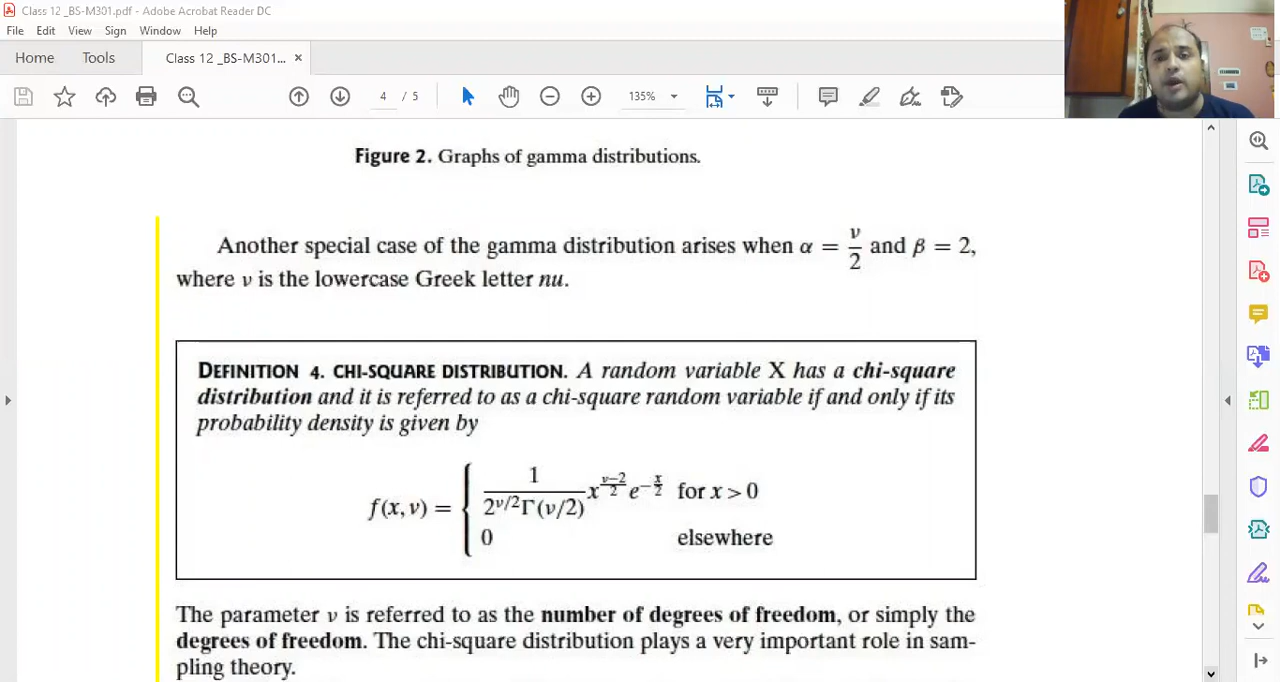 Class 12 _BS-M301.pdf - Adobe Acrobat Reader DC
File Edit View Sign Window Help
Home Tools Class 12 _BS-M301... ×
4 / 5 135%
Figure 2. Graphs of gamma distributions.
Another special case of the gamma distribution arises when α = ν/2 and β = 2,
where ν is the lowercase Greek letter nu.
DEFINITION 4. CHI-SQUARE DISTRIBUTION. A random variable X has a chi-square
distribution and it is referred to as a chi-square random variable if and only if its
probability density is given by
f(x, ν) = { 1/(2^{ν/2}Γ(ν/2)) x^{(ν−2)/2} e^{−x/2} for x > 0
0 elsewhere
The parameter ν is referred to as the number of degrees of freedom, or simply the
degrees of freedom. The chi-square distribution plays a very important role in sam-
pling theory.